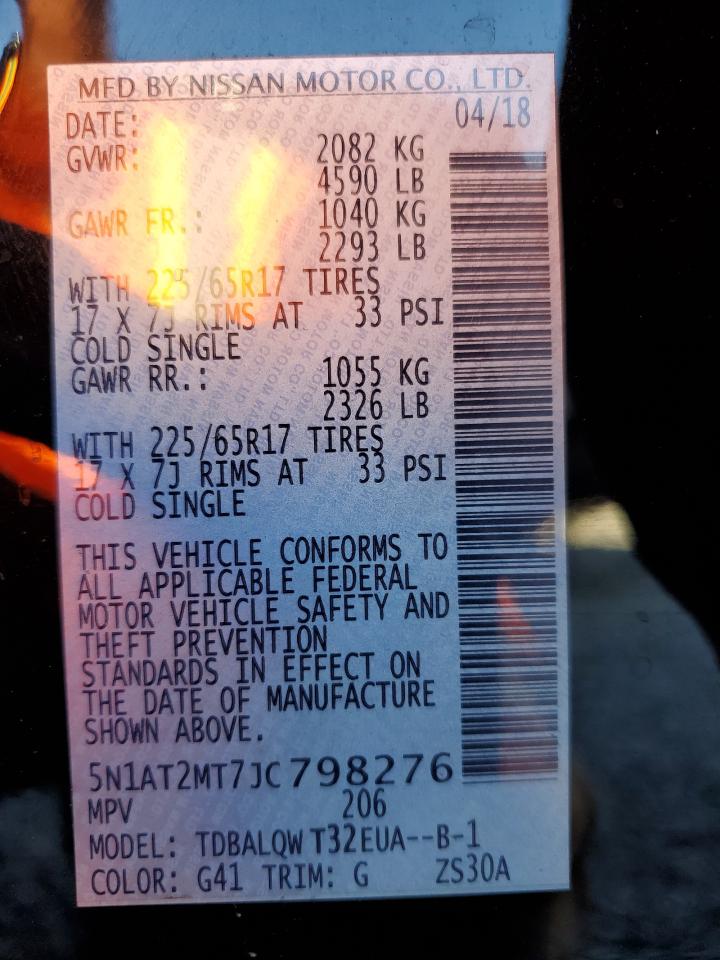 MFD BY NISSAN MOTOR CO., LTD.
DATE: 04/18
GVWR: 2082 KG
4590 LB
GAWR FR.: 1040 KG
2293 LB
WITH 225/65R17 TIRES
17 X 7J RIMS AT 33 PSI
COLD SINGLE
GAWR RR.: 1055 KG
2326 LB
WITH 225/65R17 TIRES
17 X 7J RIMS AT 33 PSI
COLD SINGLE
THIS VEHICLE CONFORMS TO
ALL APPLICABLE FEDERAL
MOTOR VEHICLE SAFETY AND
THEFT PREVENTION
STANDARDS IN EFFECT ON
THE DATE OF MANUFACTURE
SHOWN ABOVE.
5N1AT2MT7JC798276
MPV 206
MODEL: TDBALQW T32EUA--B-1
COLOR: G41 TRIM: G ZS30A